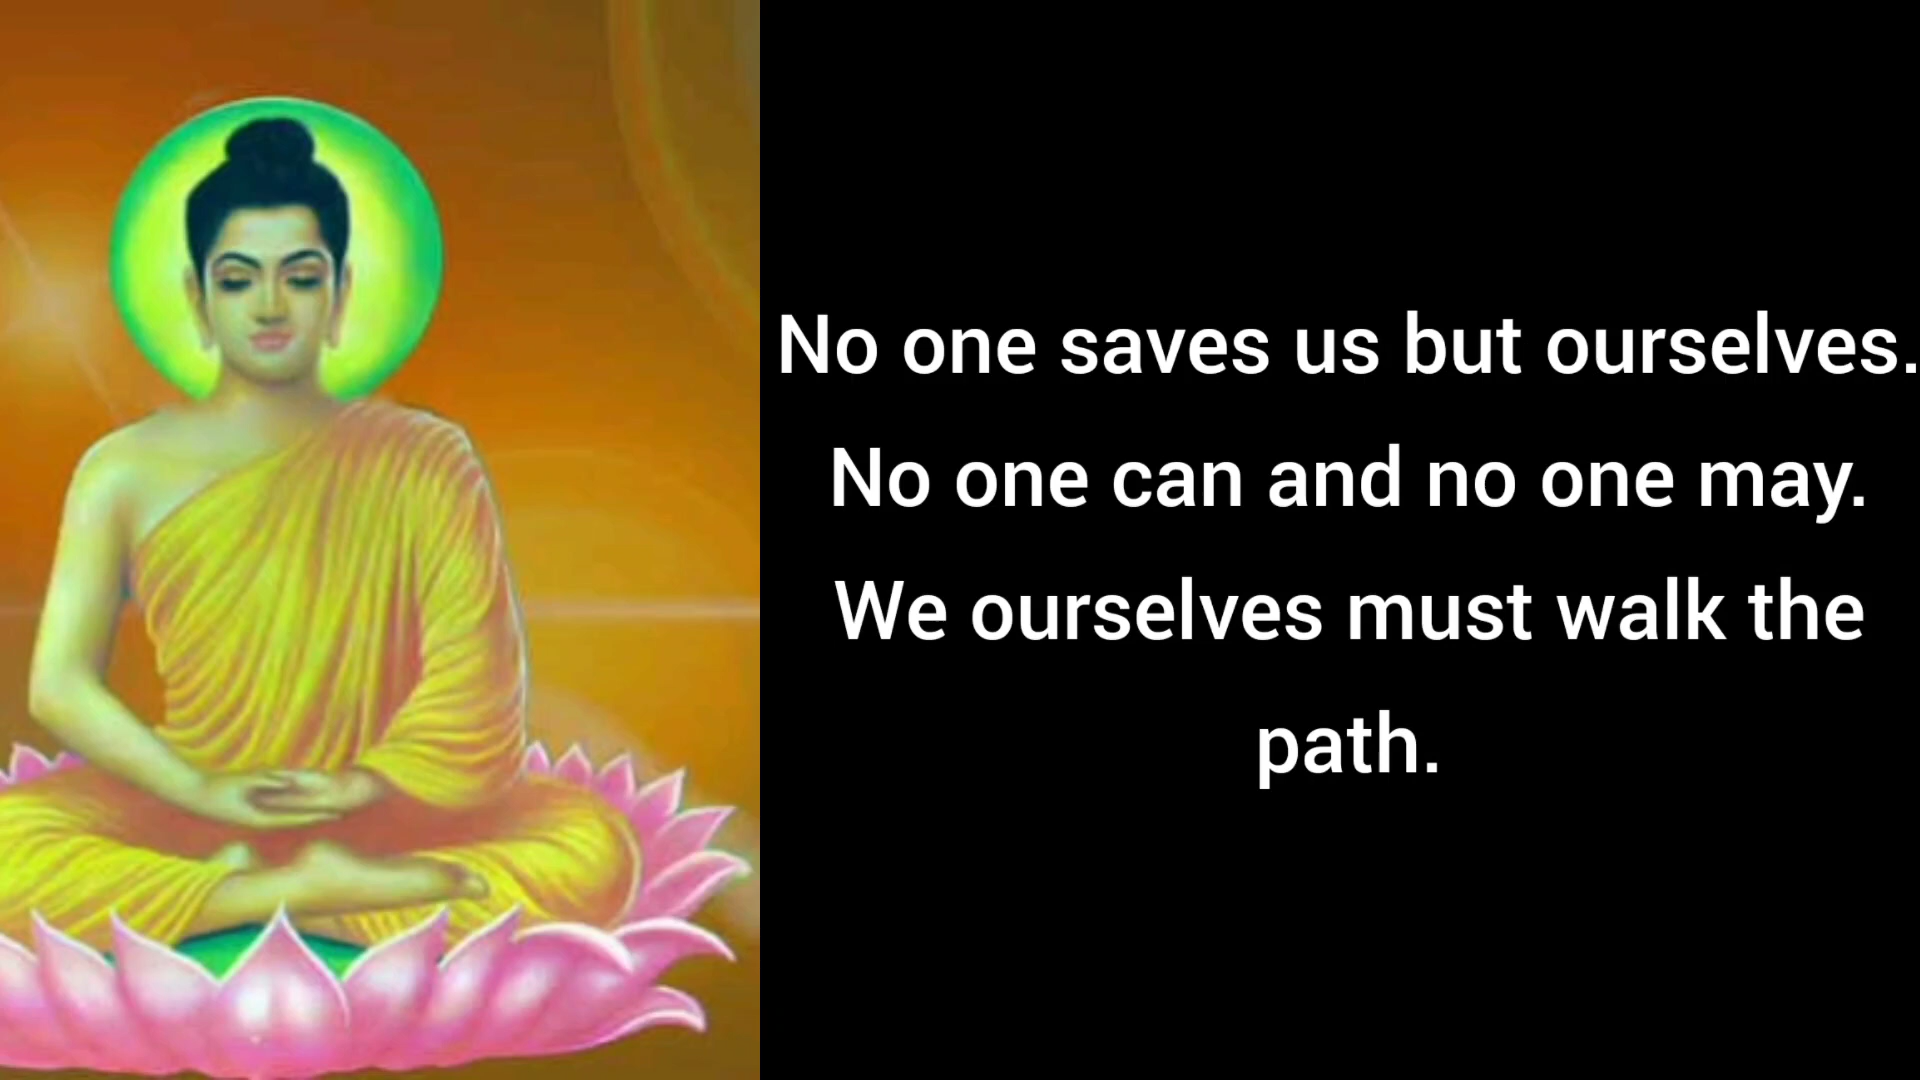 No one saves us but ourselves.
No one can and no one may.
We ourselves must walk the
path.